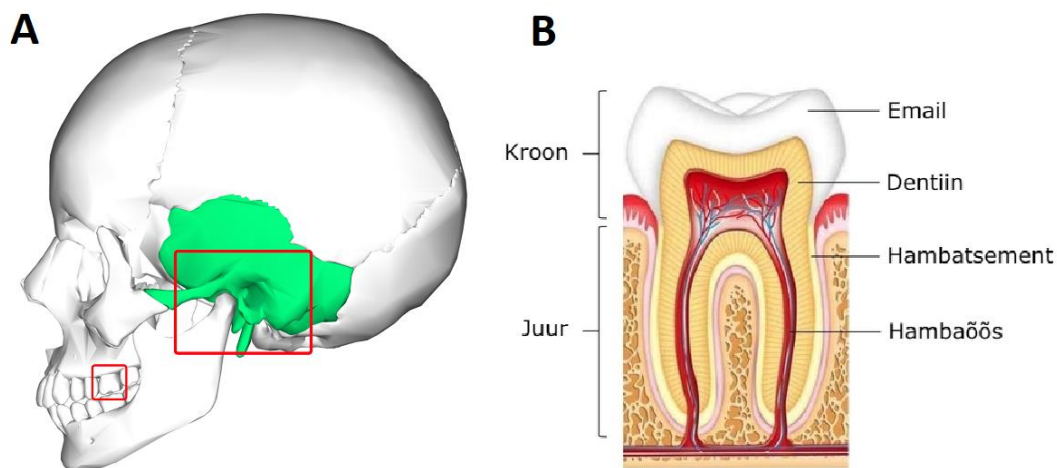 A
B
Kroon
Email
Dentiin
Hambatsement
Juur
Hambaõõs